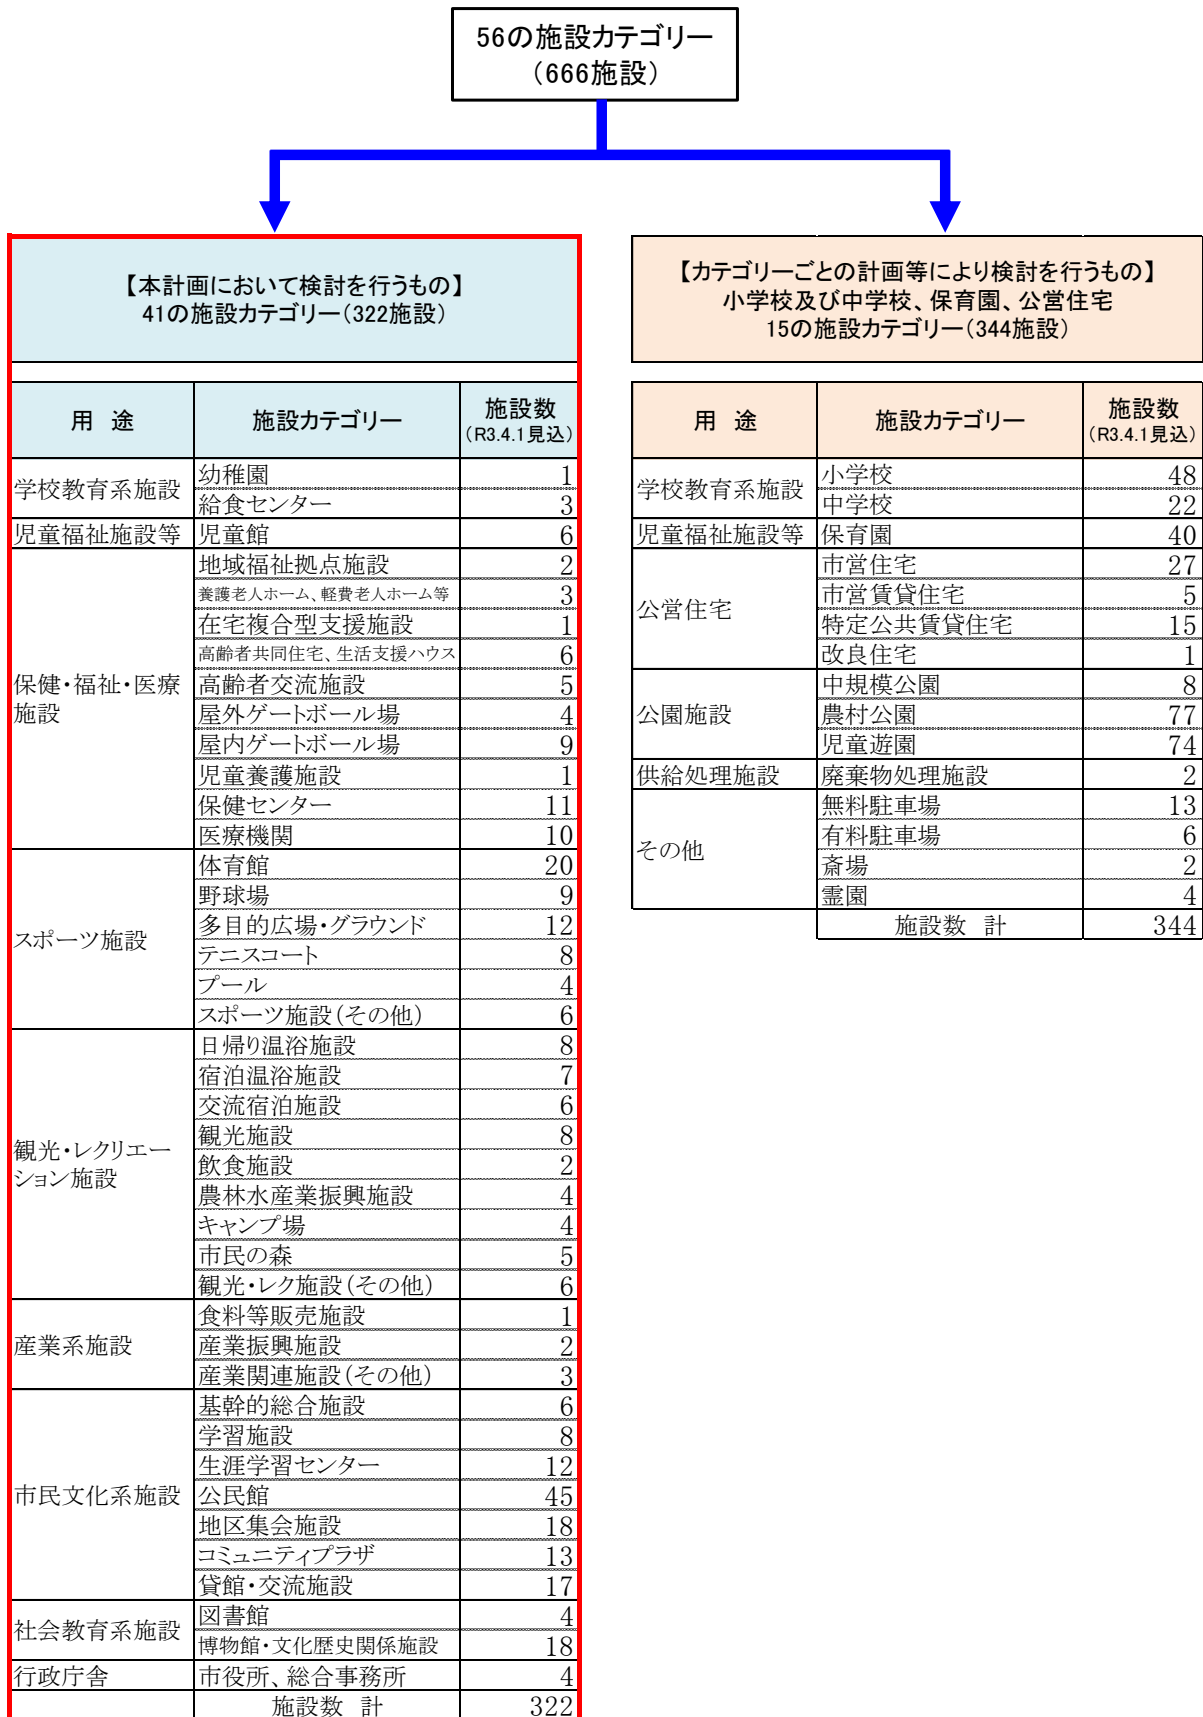 56の施設カテゴリー
（666施設）
【本計画において検討を行うもの】
41の施設カテゴリー（322施設）
用　途 施設カテゴリー 施設数
（R3.4.1見込）
学校教育系施設 幼稚園 1
給食センター 3
児童福祉施設等 児童館 6
保健・福祉・医療
施設
地域福祉拠点施設 2
養護老人ホーム、軽費老人ホーム等 3
在宅複合型支援施設 1
高齢者共同住宅、生活支援ハウス 6
高齢者交流施設 5
屋外ゲートボール場 4
屋内ゲートボール場 9
児童養護施設 1
保健センター 11
医療機関 10
スポーツ施設 体育館 20
野球場 9
多目的広場・グラウンド 12
テニスコート 8
プール 4
スポーツ施設（その他） 6
観光・レクリエー
ション施設
日帰り温浴施設 8
宿泊温浴施設 7
交流宿泊施設 6
観光施設 8
飲食施設 2
農林水産業振興施設 4
キャンプ場 4
市民の森 5
観光・レク施設（その他） 6
産業系施設 食料等販売施設 1
産業振興施設 2
産業関連施設（その他） 3
市民文化系施設 基幹的総合施設 6
学習施設 8
生涯学習センター 12
公民館 45
地区集会施設 18
コミュニティプラザ 13
貸館・交流施設 17
社会教育系施設 図書館 4
博物館・文化歴史関係施設 18
行政庁舎 市役所、総合事務所 4
施設数　計 322
【カテゴリーごとの計画等により検討を行うもの】
小学校及び中学校、保育園、公営住宅
15の施設カテゴリー（344施設）
用　途 施設カテゴリー 施設数
（R3.4.1見込）
学校教育系施設 小学校 48
中学校 22
児童福祉施設等 保育園 40
公営住宅 市営住宅 27
市営賃貸住宅 5
特定公共賃貸住宅 15
改良住宅 1
公園施設 中規模公園 8
農村公園 77
児童遊園 74
供給処理施設 廃棄物処理施設 2
その他 無料駐車場 13
有料駐車場 6
斎場 2
霊園 4
施設数　計 344